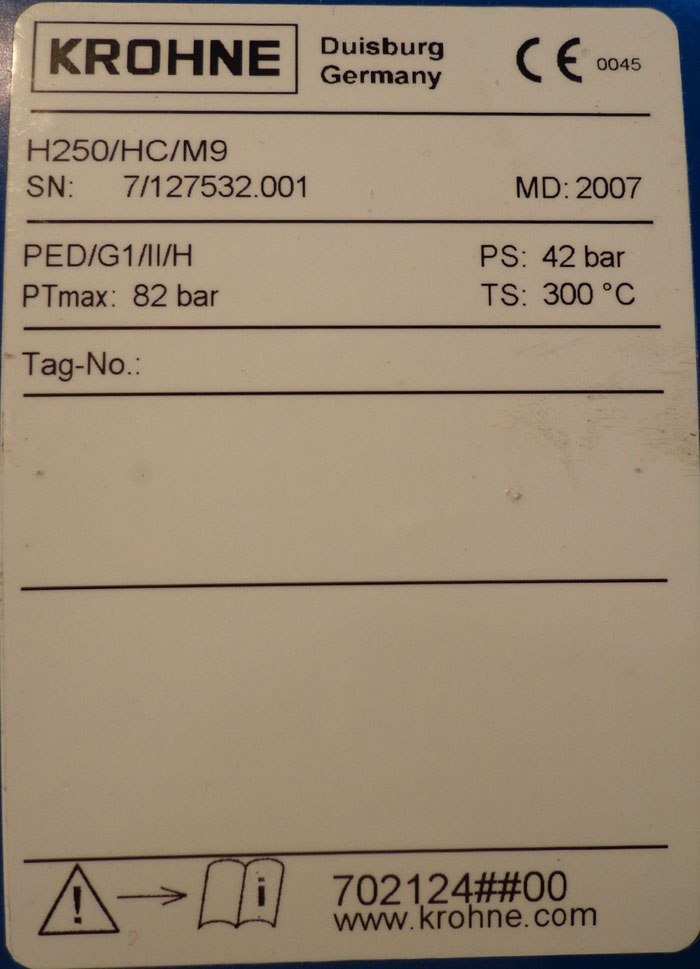 KROHNE
Duisburg
Germany
CE 0045
H250/HC/M9
SN: 7/127532.001 MD: 2007
PED/G1/II/H PS: 42 bar
PTmax: 82 bar TS: 300 °C
Tag-No.:
! i 702124##00
www.krohne.com